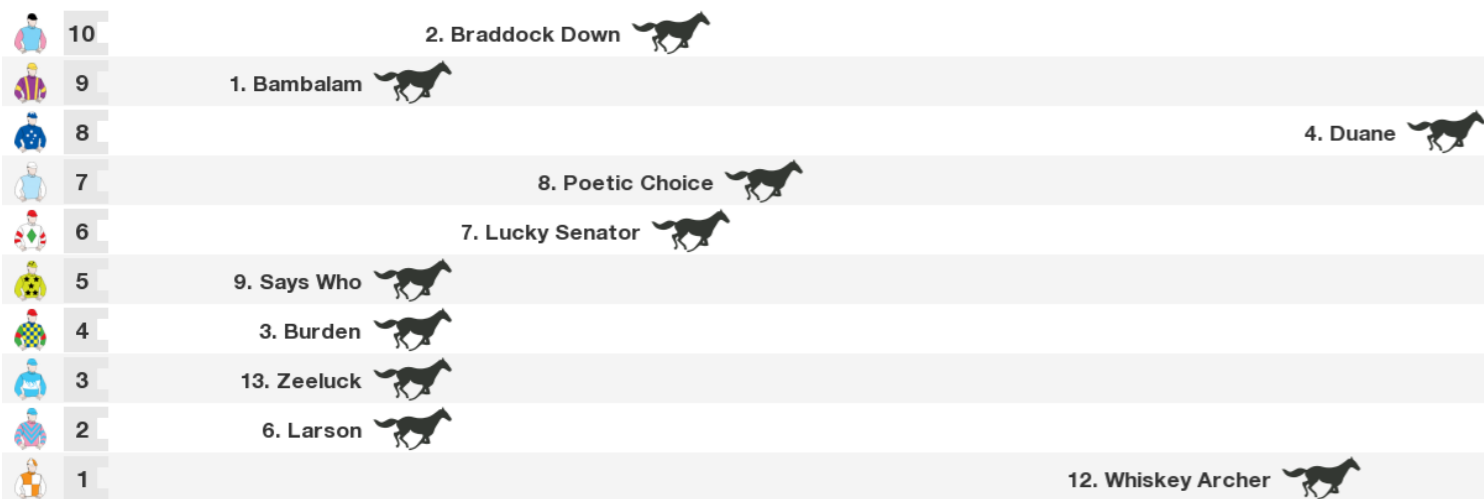 10 2. Braddock Down
9 1. Bambalam
8 4. Duane
7 8. Poetic Choice
6 7. Lucky Senator
5 9. Says Who
4 3. Burden
3 13. Zeeluck
2 6. Larson
1 12. Whiskey Archer